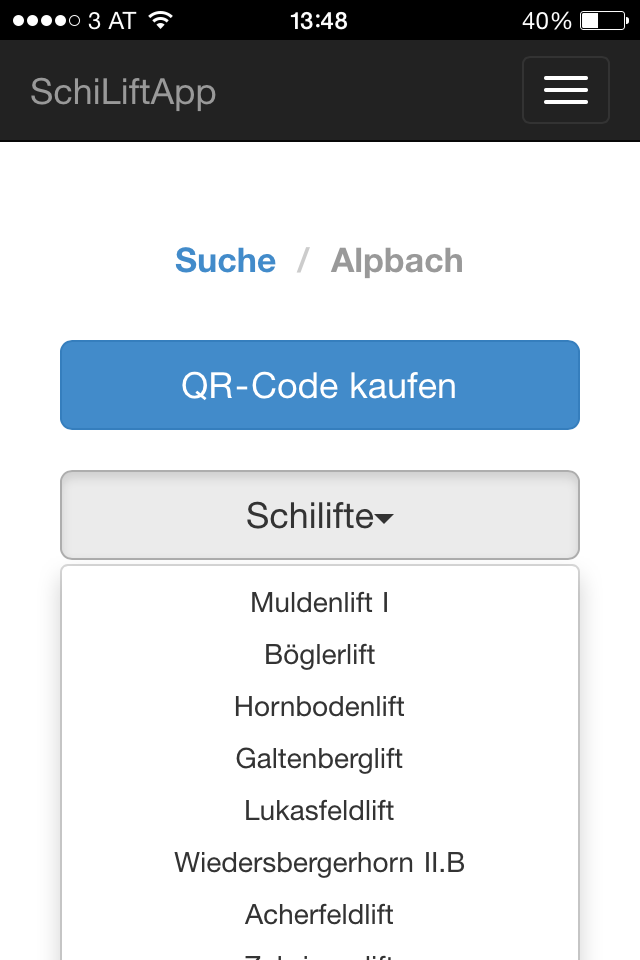 3 AT 13:48 40%
SchiLiftApp
Suche / Alpbach
QR-Code kaufen
Schilifte
Muldenlift I
Böglerlift
Hornbodenlift
Galtenberglift
Lukasfeldlift
Wiedersbergerhorn II.B
Acherfeldlift